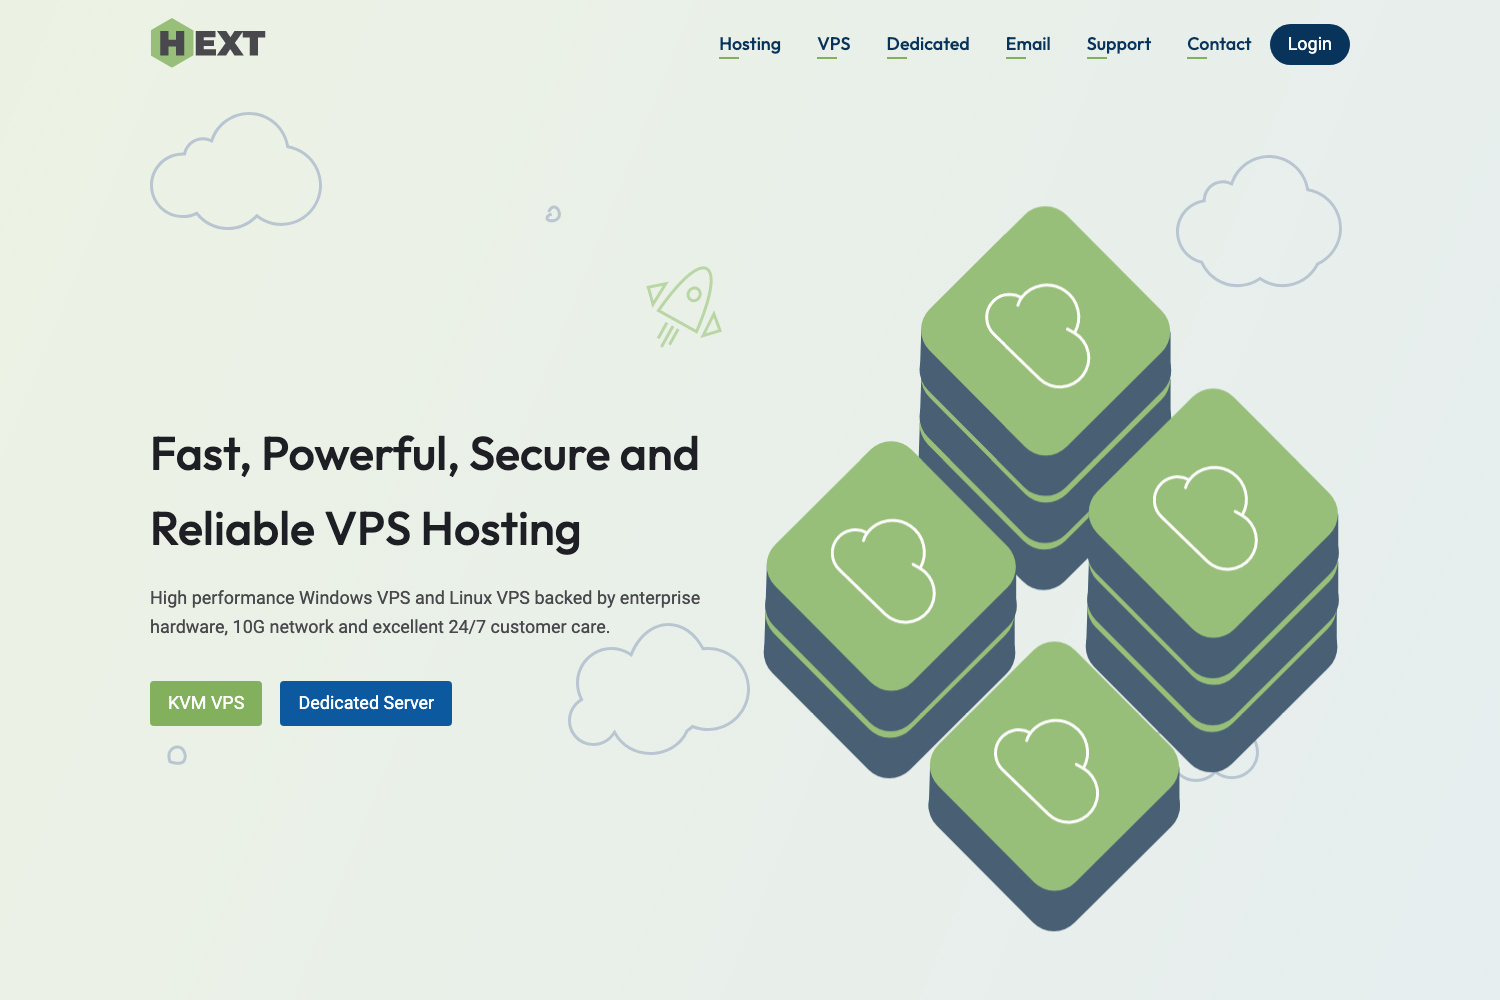 HEXT
Hosting VPS Dedicated Email Support Contact Login
Fast, Powerful, Secure and
Reliable VPS Hosting
High performance Windows VPS and Linux VPS backed by enterprise
hardware, 10G network and excellent 24/7 customer care.
KVM VPS Dedicated Server